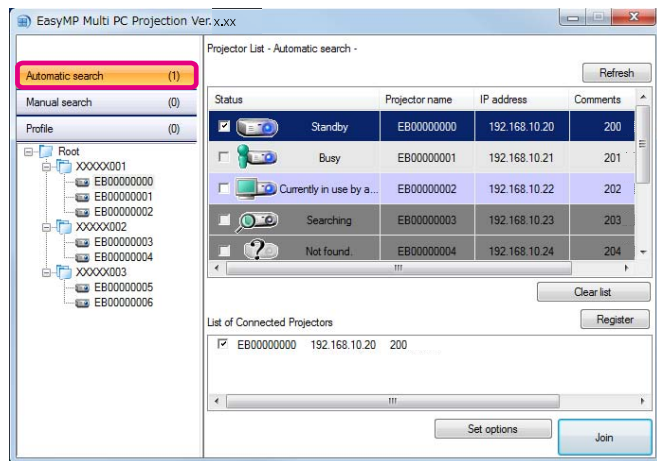 EasyMP Multi PC Projection Ver.x.xx
Projector List - Automatic search -
Automatic search (1)
Refresh
Manual search (0)
Status Projector name IP address Comments
Profile (0)
Standby EB00000000 192.168.10.20 200
Root
Busy EB00000001 192.168.10.21 201
XXXXX001
EB00000000
Currently in use by a... EB00000002 192.168.10.22 202
EB00000001
EB00000002
Searching EB00000003 192.168.10.23 203
XXXXX002
EB00000003
Not found. EB00000004 192.168.10.24 204
EB00000004
XXXXX003
EB00000005
EB00000006
Clear list
List of Connected Projectors
Register
EB00000000 192.168.10.20 200
Set options
Join